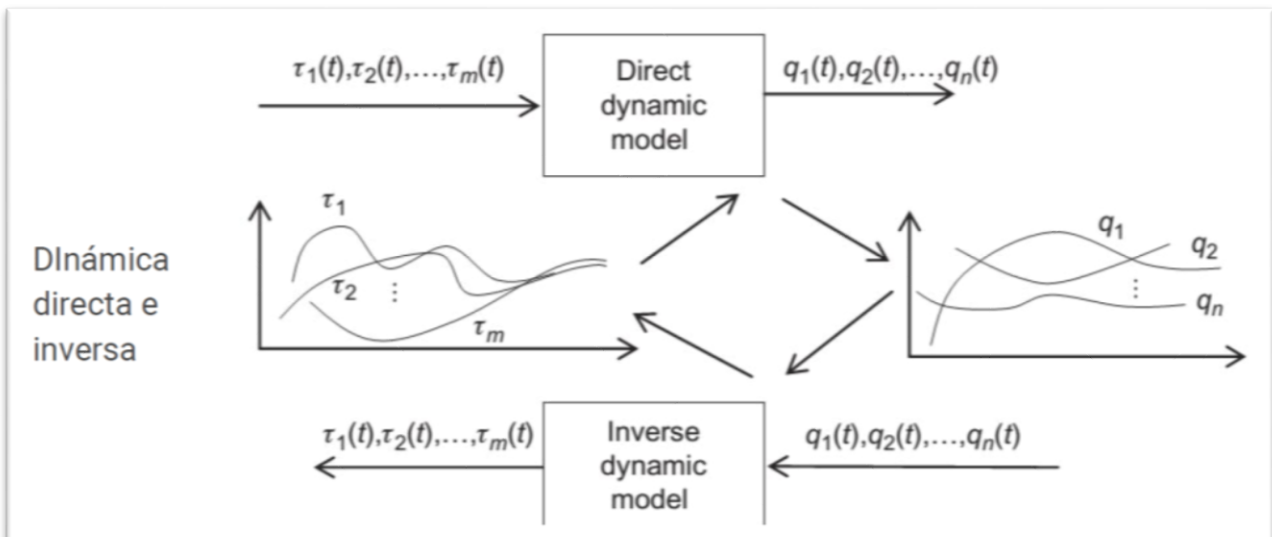 τ1(t),τ2(t),...,τm(t)
Direct
dynamic
model
q1(t),q2(t),...,qn(t)
DInámica
directa e
inversa
τ1
τ2
⋮
τm
q1
q2
⋮
qn
τ1(t),τ2(t),...,τm(t)
Inverse
dynamic
model
q1(t),q2(t),...,qn(t)